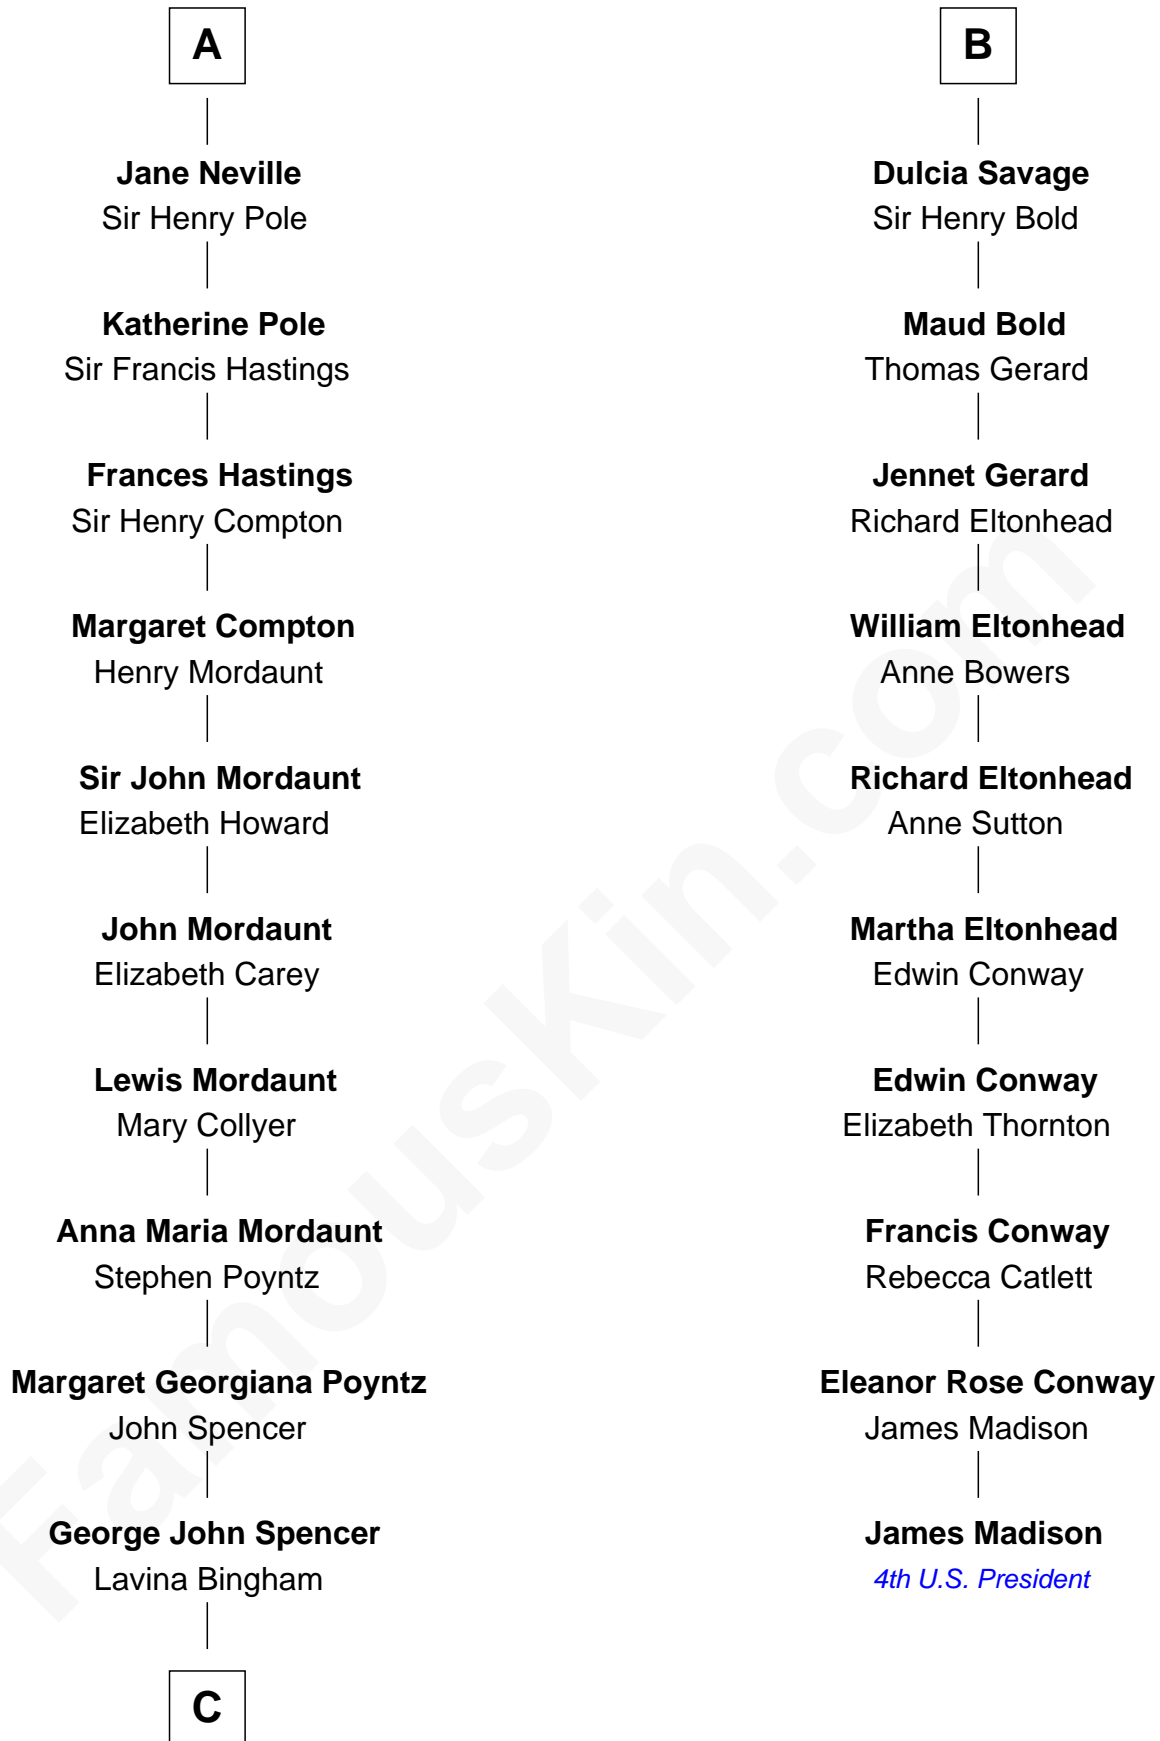 A
Jane Neville
Sir Henry Pole
Katherine Pole
Sir Francis Hastings
Frances Hastings
Sir Henry Compton
Margaret Compton
Henry Mordaunt
Sir John Mordaunt
Elizabeth Howard
John Mordaunt
Elizabeth Carey
Lewis Mordaunt
Mary Collyer
Anna Maria Mordaunt
Stephen Poyntz
Margaret Georgiana Poyntz
John Spencer
George John Spencer
Lavina Bingham
C
B
Dulcia Savage
Sir Henry Bold
Maud Bold
Thomas Gerard
Jennet Gerard
Richard Eltonhead
William Eltonhead
Anne Bowers
Richard Eltonhead
Anne Sutton
Martha Eltonhead
Edwin Conway
Edwin Conway
Elizabeth Thornton
Francis Conway
Rebecca Catlett
Eleanor Rose Conway
James Madison
James Madison
4th U.S. President
FamousKin.com